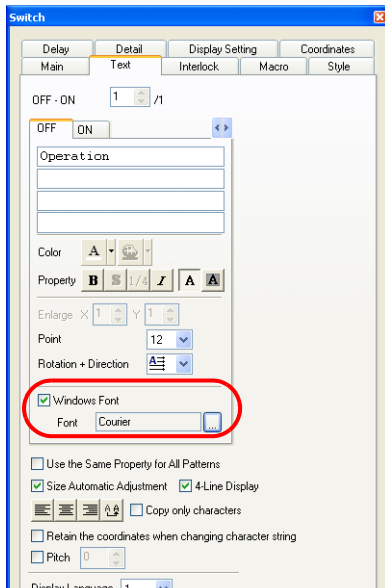 Switch
Delay Detail Display Setting Coordinates
Main Text Interlock Macro Style
OFF - ON 1 /1
OFF ON
Operation
Color A
Property B S 1/4 I A A
Enlarge X 1 Y 1
Point 12
Rotation + Direction A
Windows Font
Font Courier ...
Use the Same Property for All Patterns
Size Automatic Adjustment 4-Line Display
Copy only characters
Retain the coordinates when changing character string
Pitch 0
Display Language 1